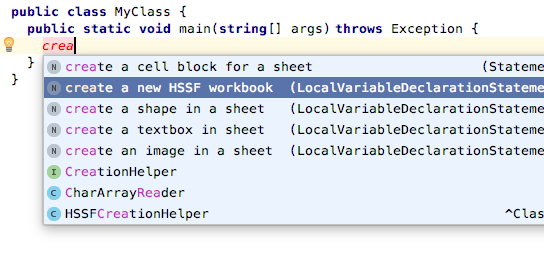 public class MyClass {
public static void main(string[] args) throws Exception {
crea
N create a cell block for a sheet (Stateme
N create a new HSSF workbook (LocalVariableDeclarationStateme
N create a shape in a sheet (LocalVariableDeclarationStateme
N create a textbox in sheet (LocalVariableDeclarationStateme
N create an image in a sheet (LocalVariableDeclarationStateme
} I CreationHelper
} C CharArrayReader
C HSSFCreationHelper ^Clas